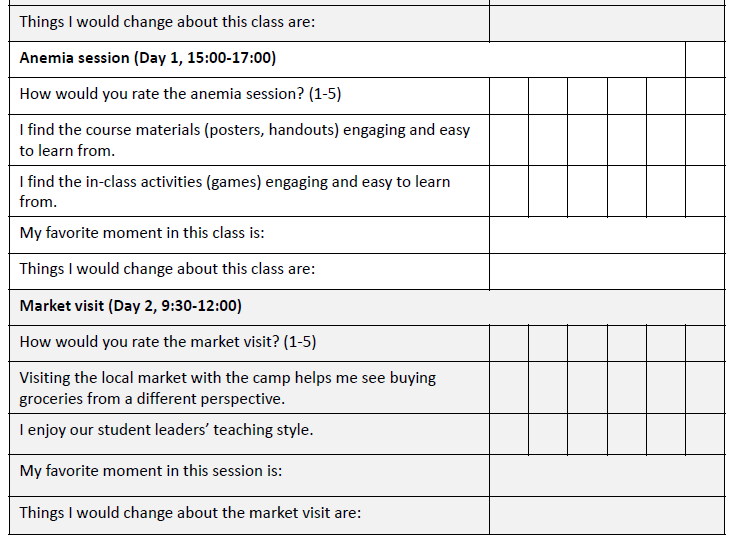 Things I would change about this class are:
Anemia session (Day 1, 15:00-17:00)
How would you rate the anemia session? (1-5)
I find the course materials (posters, handouts) engaging and easy
to learn from.
I find the in-class activities (games) engaging and easy to learn
from.
My favorite moment in this class is:
Things I would change about this class are:
Market visit (Day 2, 9:30-12:00)
How would you rate the market visit? (1-5)
Visiting the local market with the camp helps me see buying
groceries from a different perspective.
I enjoy our student leaders’ teaching style.
My favorite moment in this session is:
Things I would change about the market visit are: